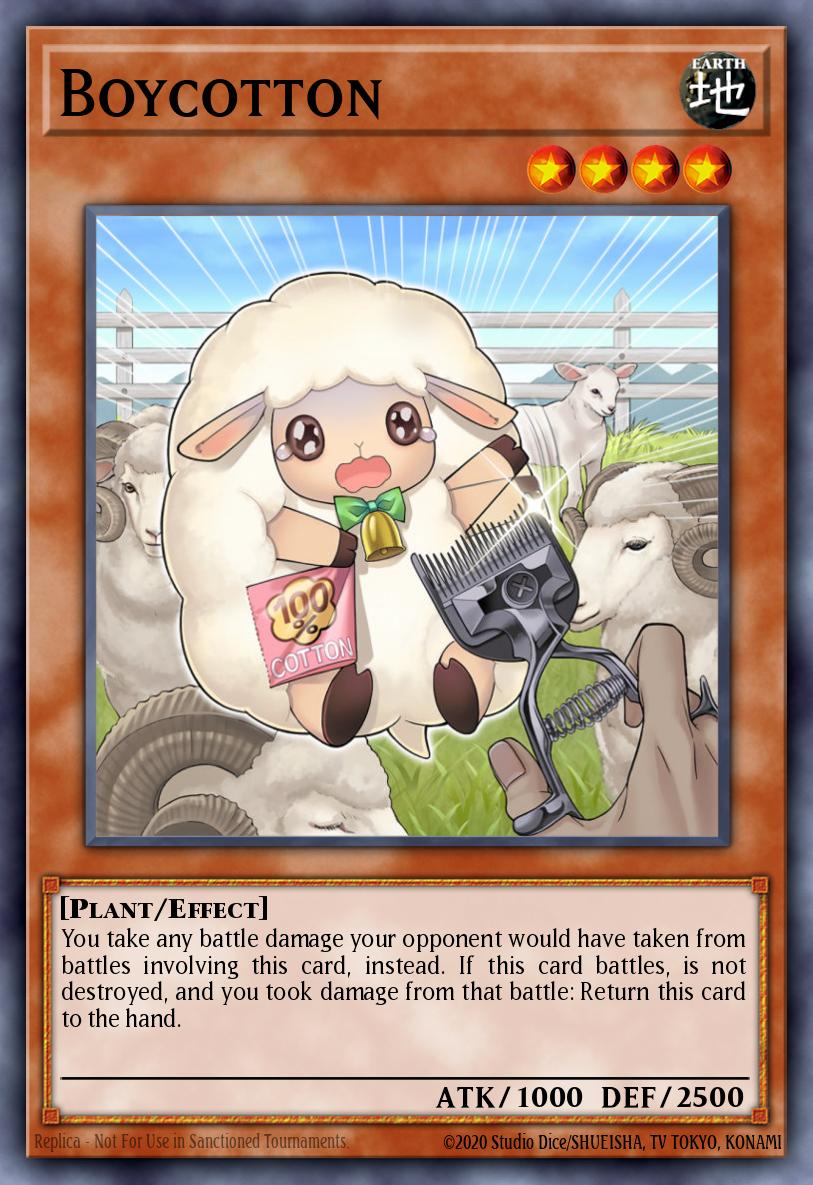 BOYCOTTON
EARTH
地
100
%
COTTON
[PLANT/EFFECT]
You take any battle damage your opponent would have taken from
battles involving this card, instead. If this card battles, is not
destroyed, and you took damage from that battle: Return this card
to the hand.
ATK/1000 DEF/2500
Replica - Not For Use in Sanctioned Tournaments.
©2020 Studio Dice/SHUEISHA, TV TOKYO, KONAMI